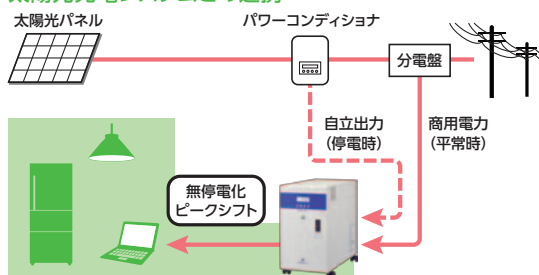 太陽光パネル
パワーコンディショナ
分電盤
自立出力
（停電時）
商用電力
（平常時）
無停電化
ピークシフト